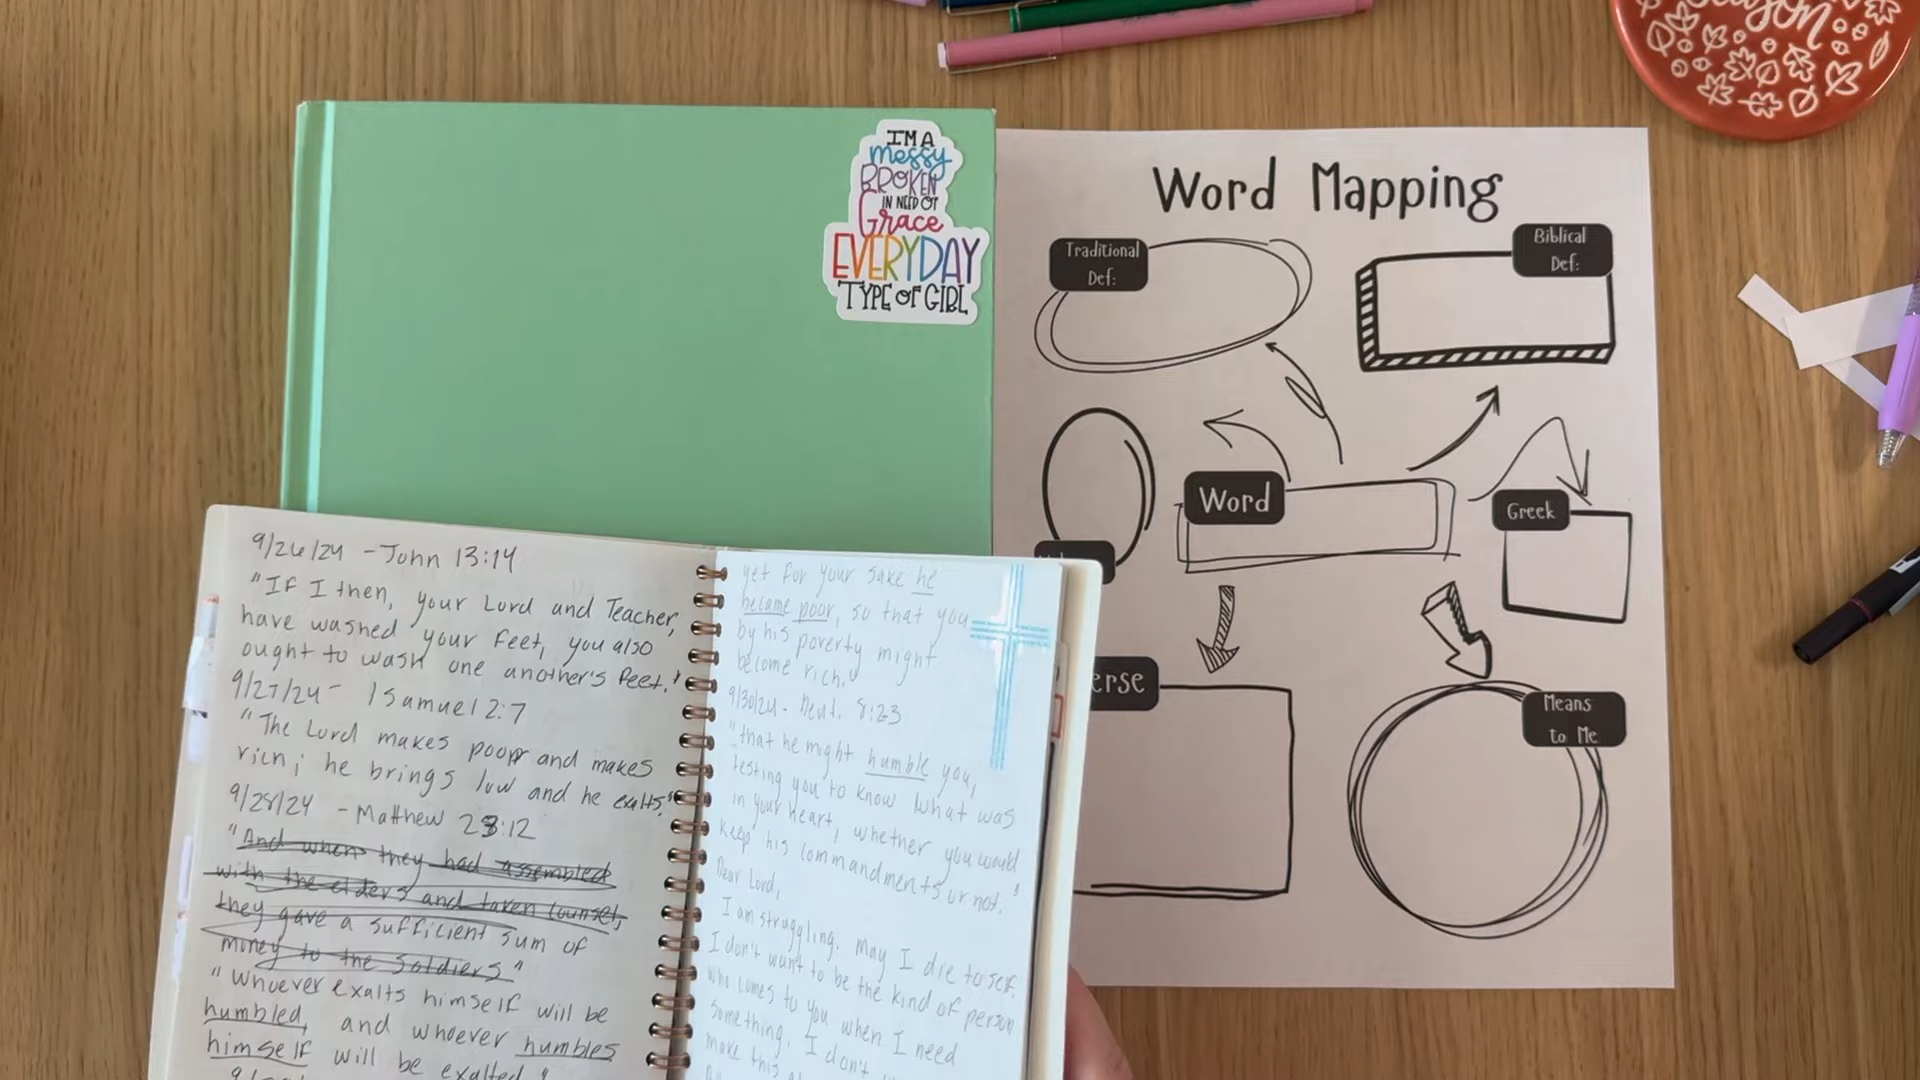 I'M A
messy
BROKEN
IN NEED OF
Grace
EVERYDAY
TYPE OF GIRL
Word Mapping
Traditional
Def:
Biblical
Def:
Word
Greek
erse
Means
to Me
9/26/24 - John 13:14
"If I then, your Lord and Teacher,
have washed your feet, you also
ought to wash one another's feet."
9/27/24 - 1 Samuel 2:7
"The Lord makes poor and makes
rich; he brings low and he exalts."
9/28/24 - Matthew 23:12
"And when they had assembled
with the elders and taken counsel,
they gave a sufficient sum of
money to the soldiers"
"Whoever exalts himself will be
humbled, and whoever humbles
himself will be exalted."
yet for your sake he
became poor, so that you
by his poverty might
become rich."
9/30/24 - Deut. 8:23
"that he might humble you,
testing you to know what was
in your heart, whether you would
keep his commandments or not."
Dear Lord,
I am struggling. May I die to self.
I don't want to be the kind of person
who comes to you when I need
something. I don't
make this